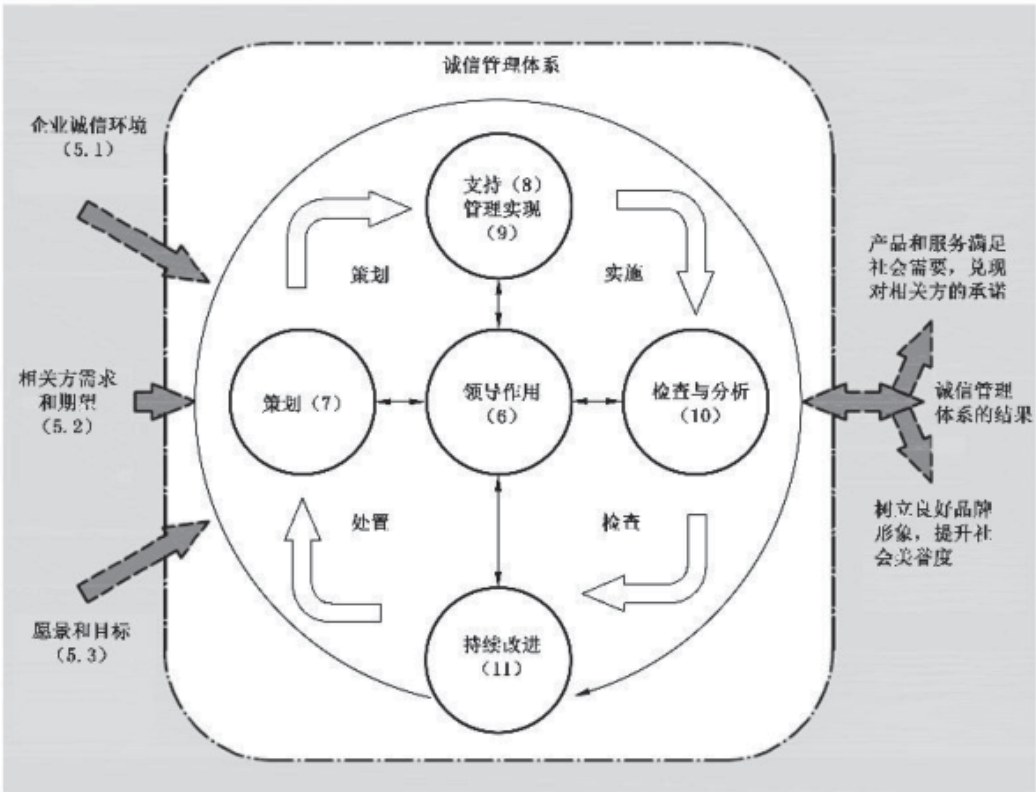 诚信管理体系
企业诚信环境
(5.1)
支持(8)
管理实现
(9)
策划
实施
产品和服务满足
社会需要,兑现
对相关方的承诺
相关方需求
和期望
(5.2)
策划(7)
领导作用
(6)
检查与分析
(10)
诚信管理
体系的结果
处置
检查
树立良好品牌
形象,提升社
会美誉度
愿景和目标
(5.3)
持续改进
(11)